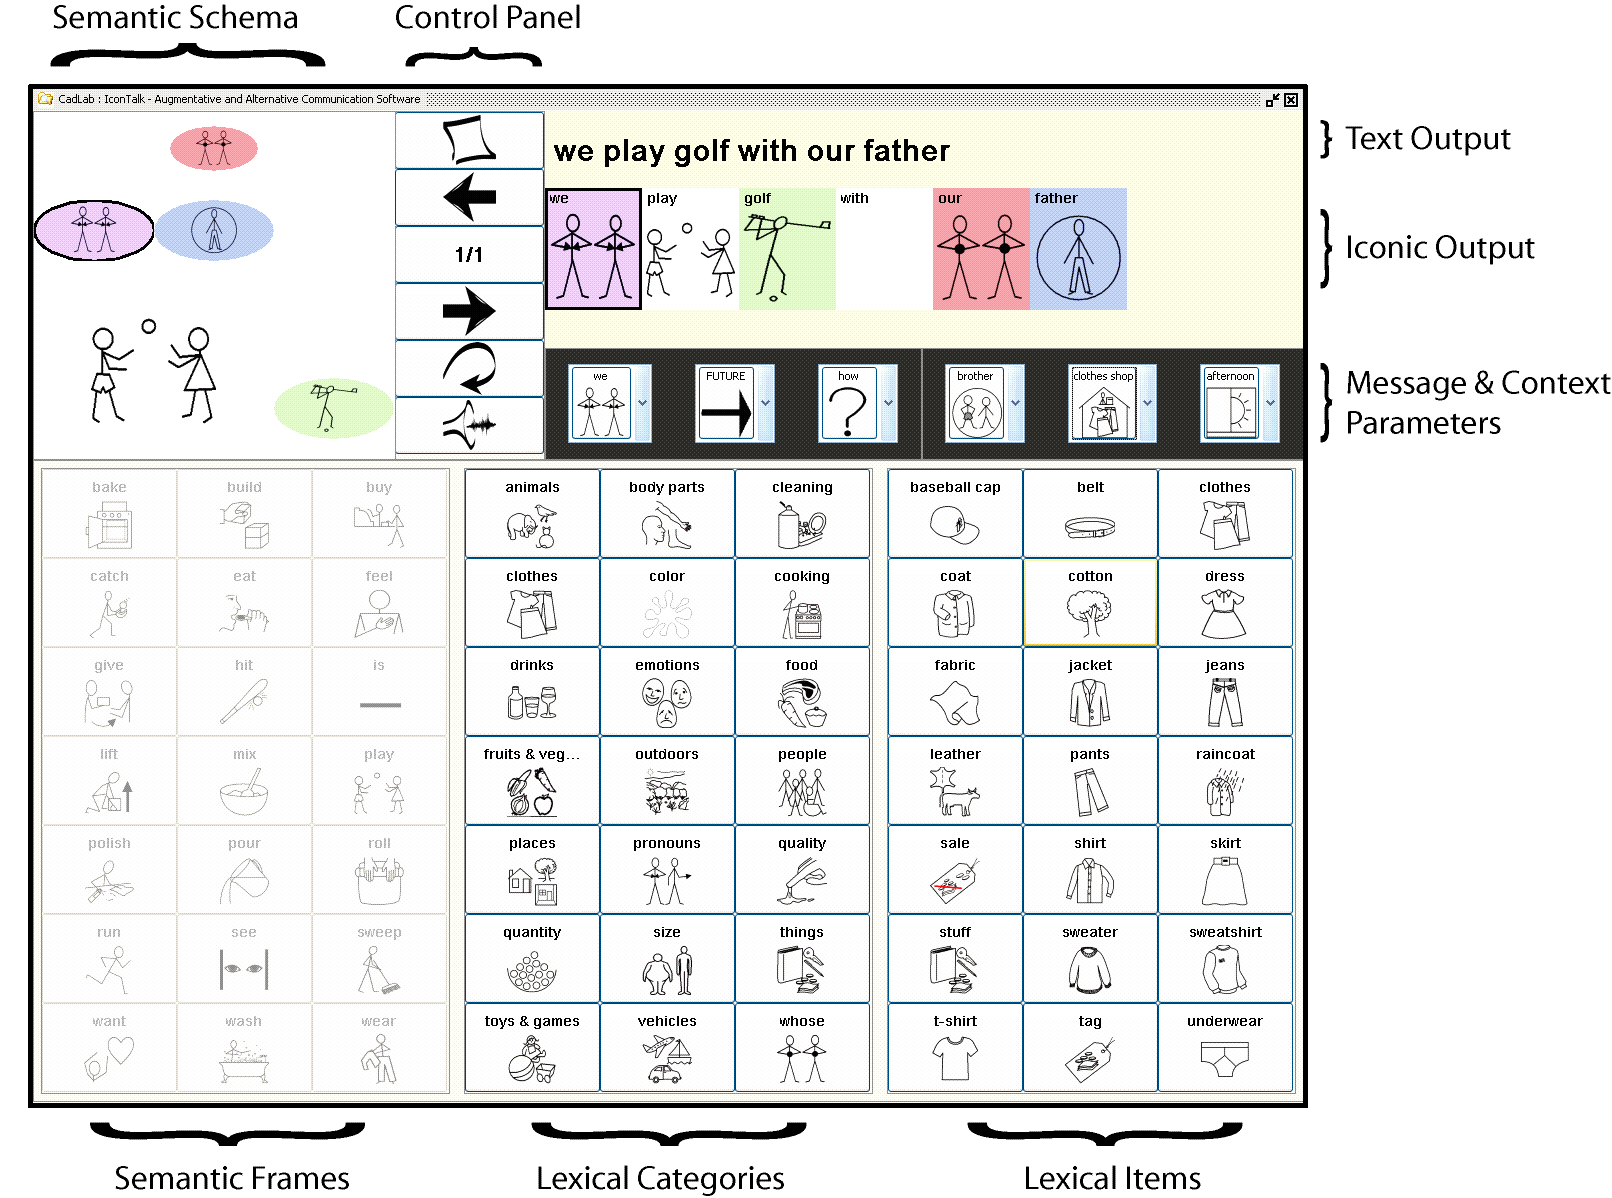 Semantic Schema
Control Panel
CadLab : IconTalk - Augmentative and Alternative Communication Software
we play golf with our father
Text Output
we play golf with our father
Iconic Output
1/1
we FUTURE how brother clothes shop afternoon
Message & Context
Parameters
bake build buy
catch eat feel
give hit is
lift mix play
polish pour roll
run see sweep
want wash wear
animals body parts cleaning
clothes color cooking
drinks emotions food
fruits & veg... outdoors people
places pronouns quality
quantity size things
toys & games vehicles whose
baseball cap belt clothes
coat cotton dress
fabric jacket jeans
leather pants raincoat
sale shirt skirt
stuff sweater sweatshirt
t-shirt tag underwear
Semantic Frames
Lexical Categories
Lexical Items